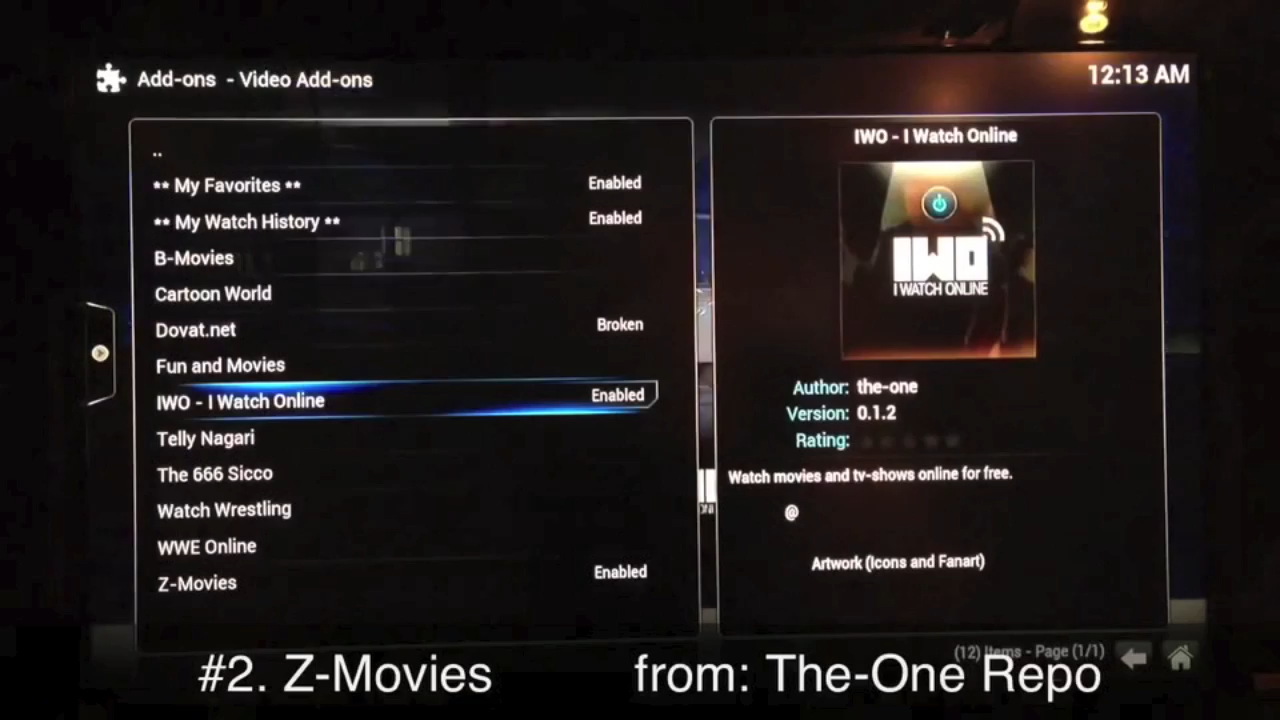 Add-ons - Video Add-ons
12:13 AM
..
** My Favorites ** Enabled
** My Watch History ** Enabled
B-Movies
Cartoon World
Dovat.net Broken
Fun and Movies
IWO - I Watch Online Enabled
Telly Nagari
The 666 Sicco
Watch Wrestling
WWE Online
Z-Movies Enabled
IWO - I Watch Online
IWO
I WATCH ONLINE
Author: the-one
Version: 0.1.2
Rating:
Watch movies and tv-shows online for free.
@
Artwork (Icons and Fanart)
(12) Items - Page (1/1)
#2. Z-Movies from: The-One Repo